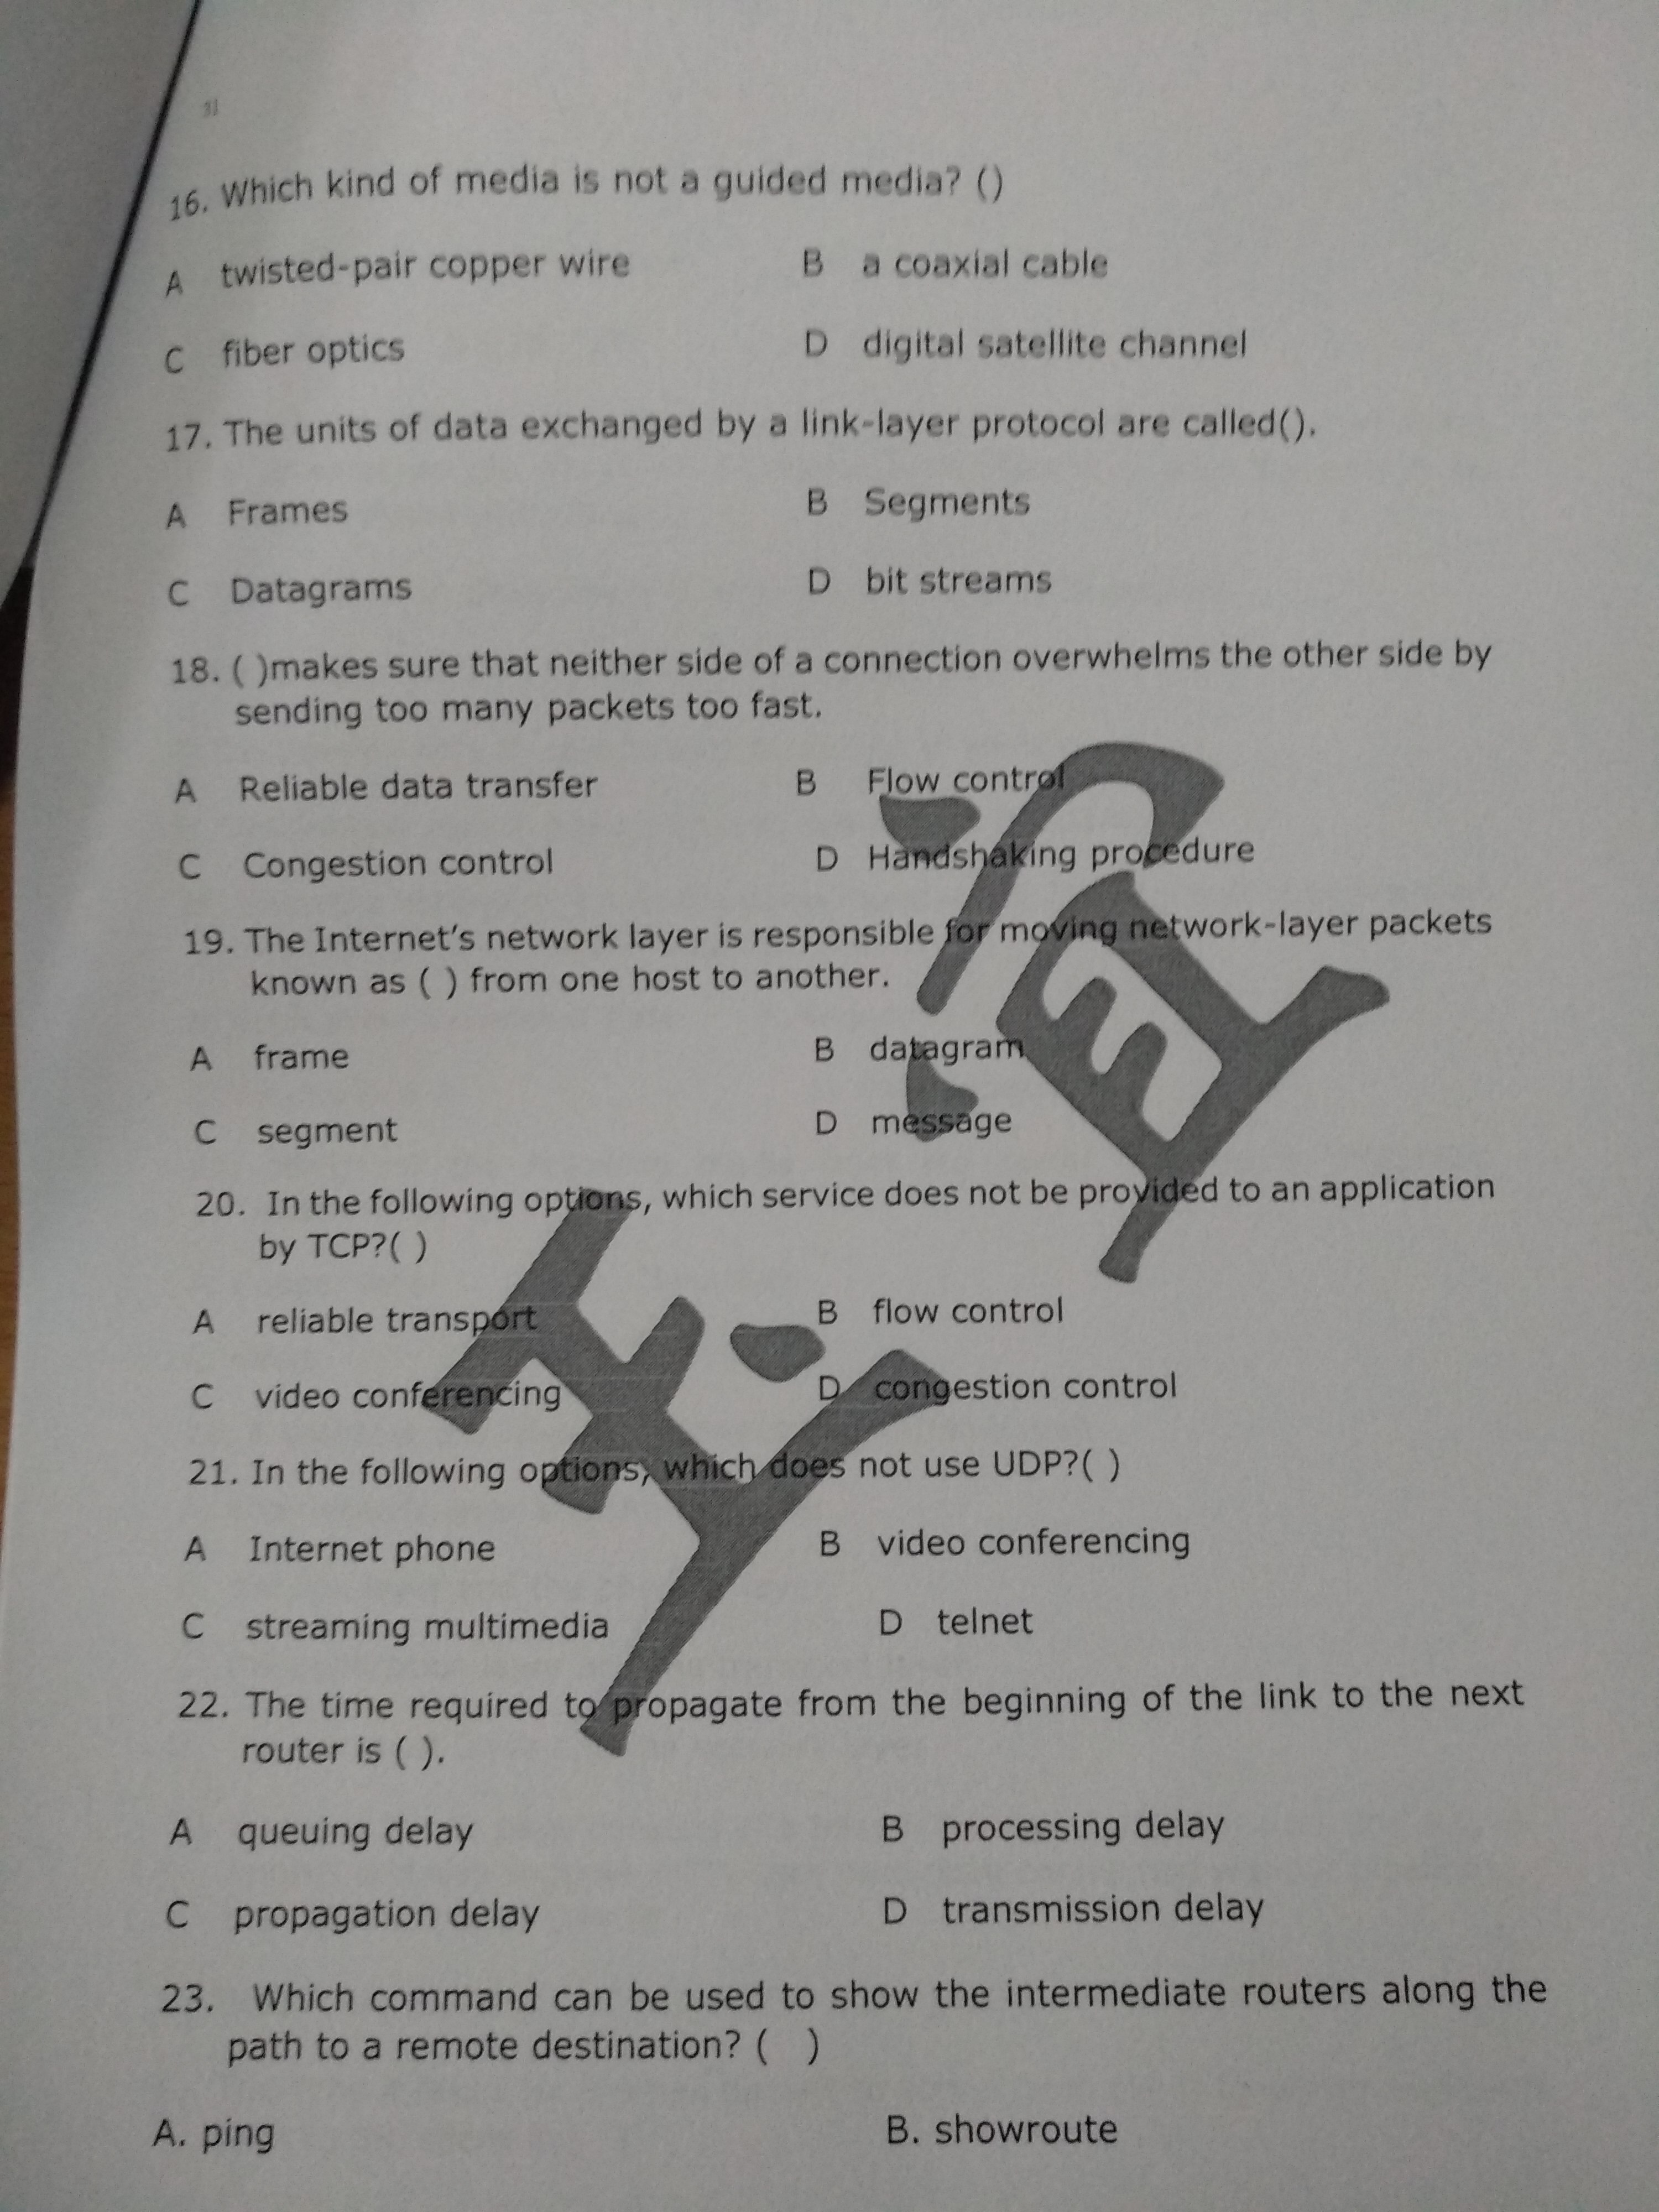 16. Which kind of media is not a guided media? ()
A twisted-pair copper wire B a coaxial cable
C fiber optics D digital satellite channel
17. The units of data exchanged by a link-layer protocol are called().
A Frames B Segments
C Datagrams D bit streams
18. ( )makes sure that neither side of a connection overwhelms the other side by
sending too many packets too fast.
A Reliable data transfer B Flow control
C Congestion control D Handshaking procedure
19. The Internet's network layer is responsible for moving network-layer packets
known as ( ) from one host to another.
A frame B datagram
C segment D message
20. In the following options, which service does not be provided to an application
by TCP?( )
A reliable transport B flow control
C video conferencing D congestion control
21. In the following options, which does not use UDP?( )
A Internet phone B video conferencing
C streaming multimedia D telnet
22. The time required to propagate from the beginning of the link to the next
router is ( ).
A queuing delay B processing delay
C propagation delay D transmission delay
23. Which command can be used to show the intermediate routers along the
path to a remote destination? ( )
A. ping B. showroute